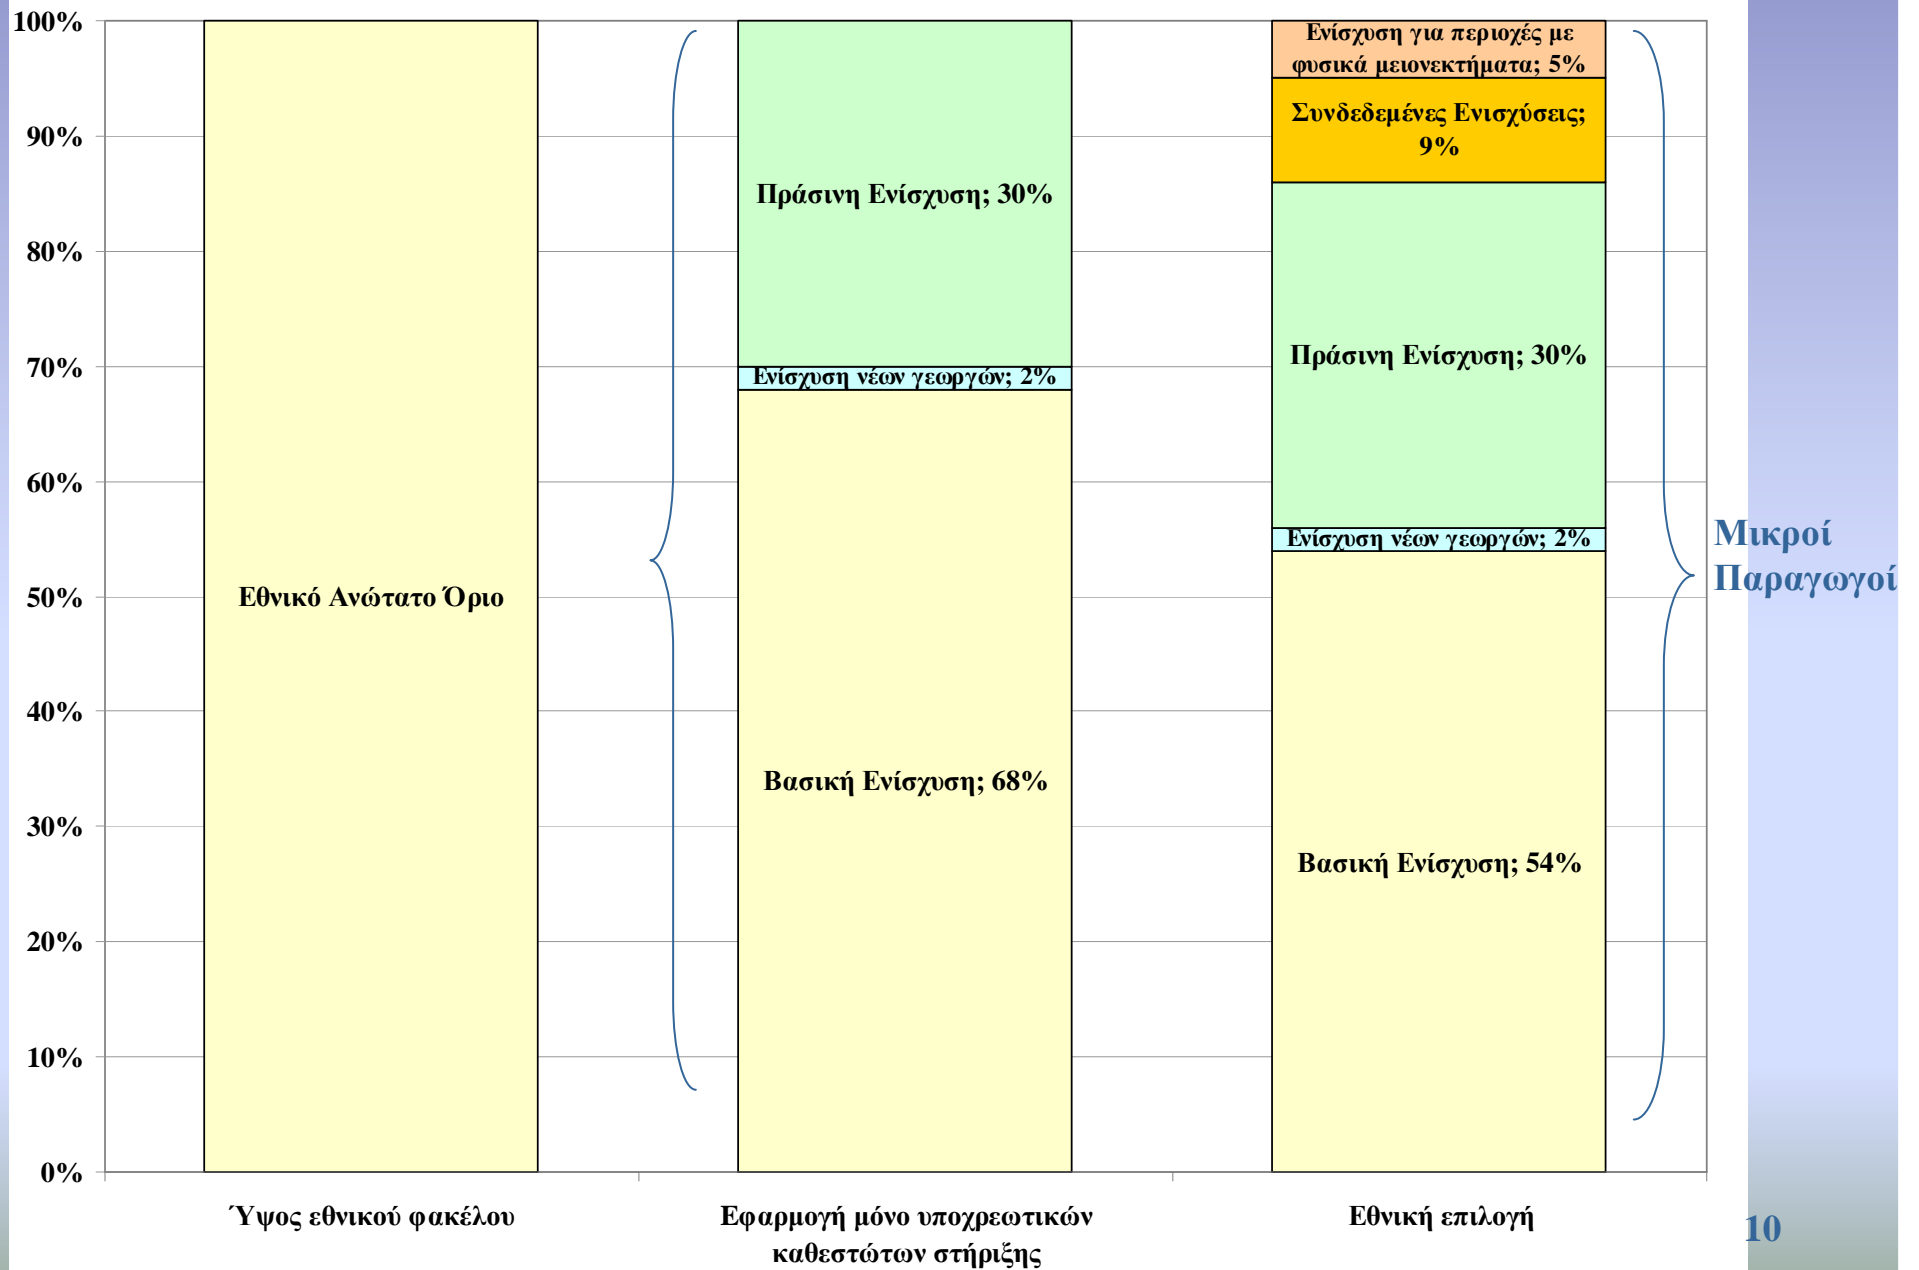 100%
90%
80%
70%
60%
50%
40%
30%
20%
10%
0%
Εθνικό Ανώτατο Όριο
Πράσινη Ενίσχυση; 30%
Ενίσχυση νέων γεωργών; 2%
Βασική Ενίσχυση; 68%
Ενίσχυση για περιοχές με
φυσικά μειονεκτήματα; 5%
Συνδεδεμένες Ενισχύσεις;
9%
Πράσινη Ενίσχυση; 30%
Ενίσχυση νέων γεωργών; 2%
Βασική Ενίσχυση; 54%
Μικροί
Παραγωγοί
Ύψος εθνικού φακέλου
Εφαρμογή μόνο υποχρεωτικών
καθεστώτων στήριξης
Εθνική επιλογή
10